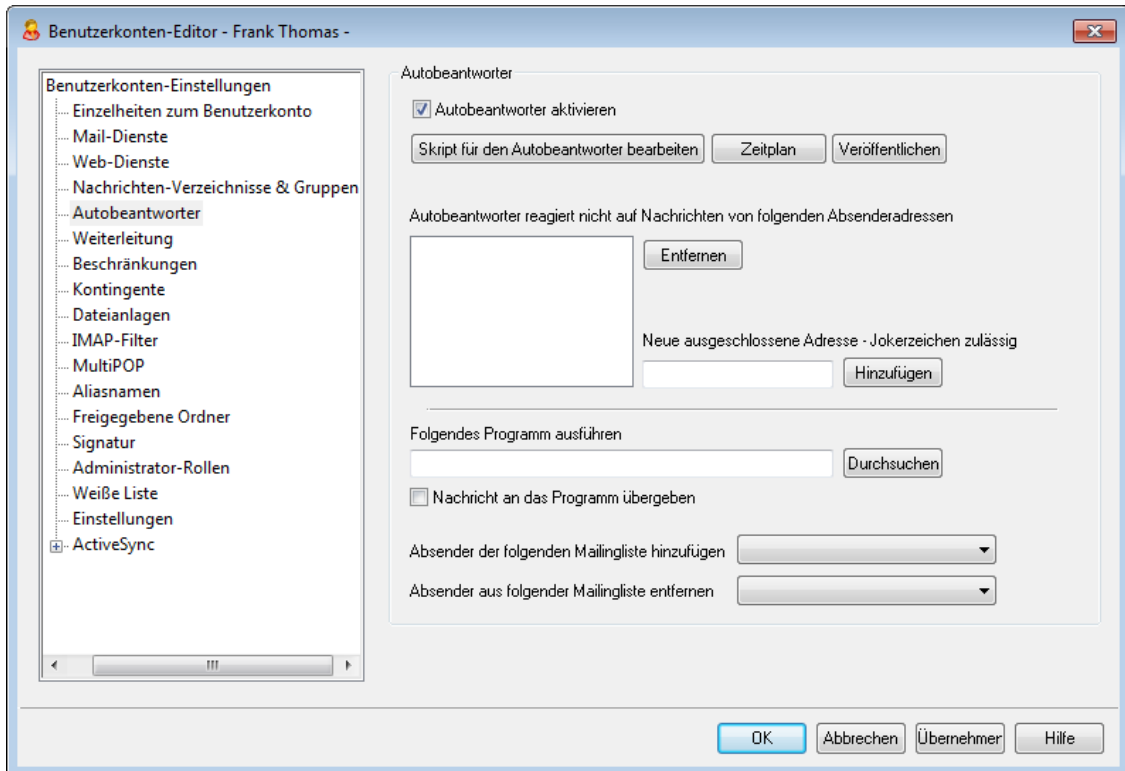 Benutzerkonten-Editor - Frank Thomas -
Benutzerkonten-Einstellungen
Einzelheiten zum Benutzerkonto
Mail-Dienste
Web-Dienste
Nachrichten-Verzeichnisse & Gruppen
Autobeantworter
Weiterleitung
Beschränkungen
Kontingente
Dateianlagen
IMAP-Filter
MultiPOP
Aliasnamen
Freigegebene Ordner
Signatur
Administrator-Rollen
Weiße Liste
Einstellungen
ActiveSync
Autobeantworter
Autobeantworter aktivieren
Skript für den Autobeantworter bearbeiten Zeitplan Veröffentlichen
Autobeantworter reagiert nicht auf Nachrichten von folgenden Absenderadressen
Entfernen
Neue ausgeschlossene Adresse - Jokerzeichen zulässig
Hinzufügen
Folgendes Programm ausführen
Durchsuchen
Nachricht an das Programm übergeben
Absender der folgenden Mailingliste hinzufügen
Absender aus folgender Mailingliste entfernen
OK Abbrechen Übernehmer Hilfe